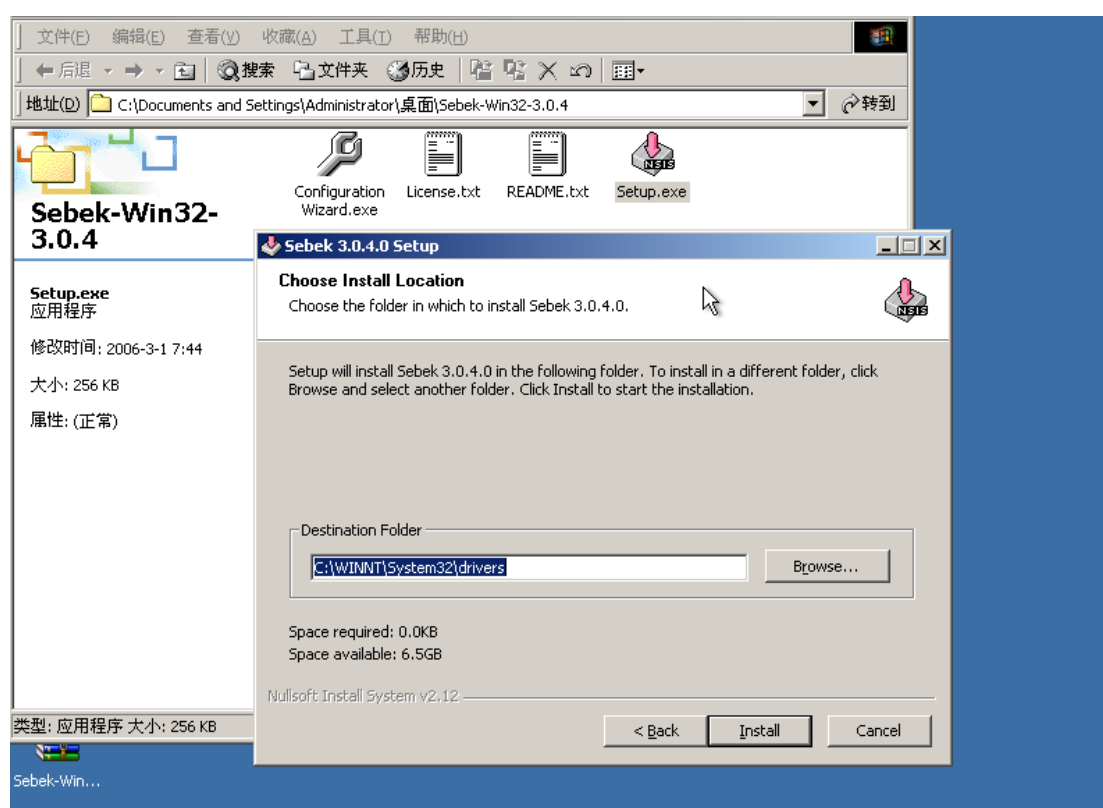 文件(F) 编辑(E) 查看(V) 收藏(A) 工具(T) 帮助(H)
后退 搜索 文件夹 历史
地址(D) C:\Documents and Settings\Administrator\桌面\Sebek-Win32-3.0.4 转到
Sebek-Win32-
3.0.4
Setup.exe
应用程序
修改时间: 2006-3-1 7:44
大小: 256 KB
属性: (正常)
Configuration
Wizard.exe
License.txt
README.txt
NSIS
Setup.exe
Sebek 3.0.4.0 Setup
Choose Install Location
Choose the folder in which to install Sebek 3.0.4.0.
NSIS
Setup will install Sebek 3.0.4.0 in the following folder. To install in a different folder, click
Browse and select another folder. Click Install to start the installation.
Destination Folder
C:\WINNT\System32\drivers
Browse...
Space required: 0.0KB
Space available: 6.5GB
Nullsoft Install System v2.12
< Back Install Cancel
类型: 应用程序 大小: 256 KB
Sebek-Win...